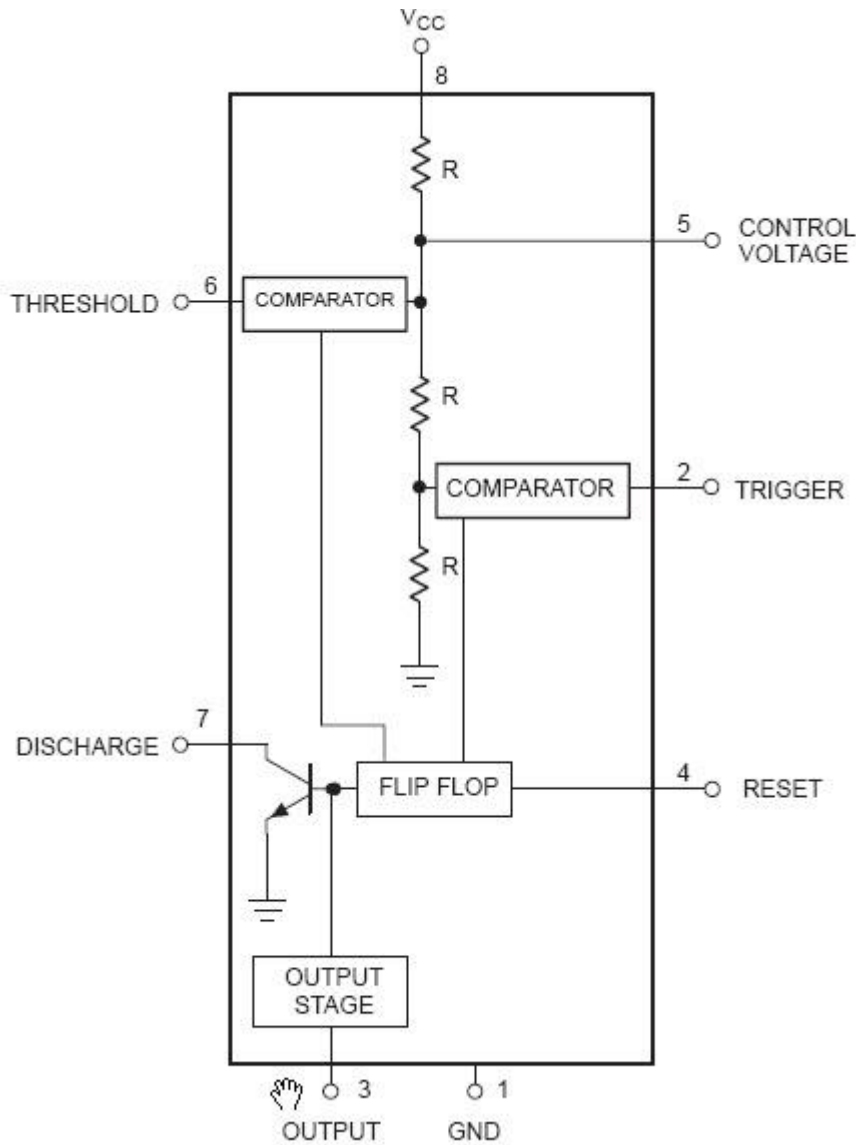 VCC
8
R
5
CONTROL
VOLTAGE
6
THRESHOLD
COMPARATOR
R
COMPARATOR
2
TRIGGER
R
7
DISCHARGE
FLIP FLOP
4
RESET
OUTPUT
STAGE
3
1
OUTPUT
GND